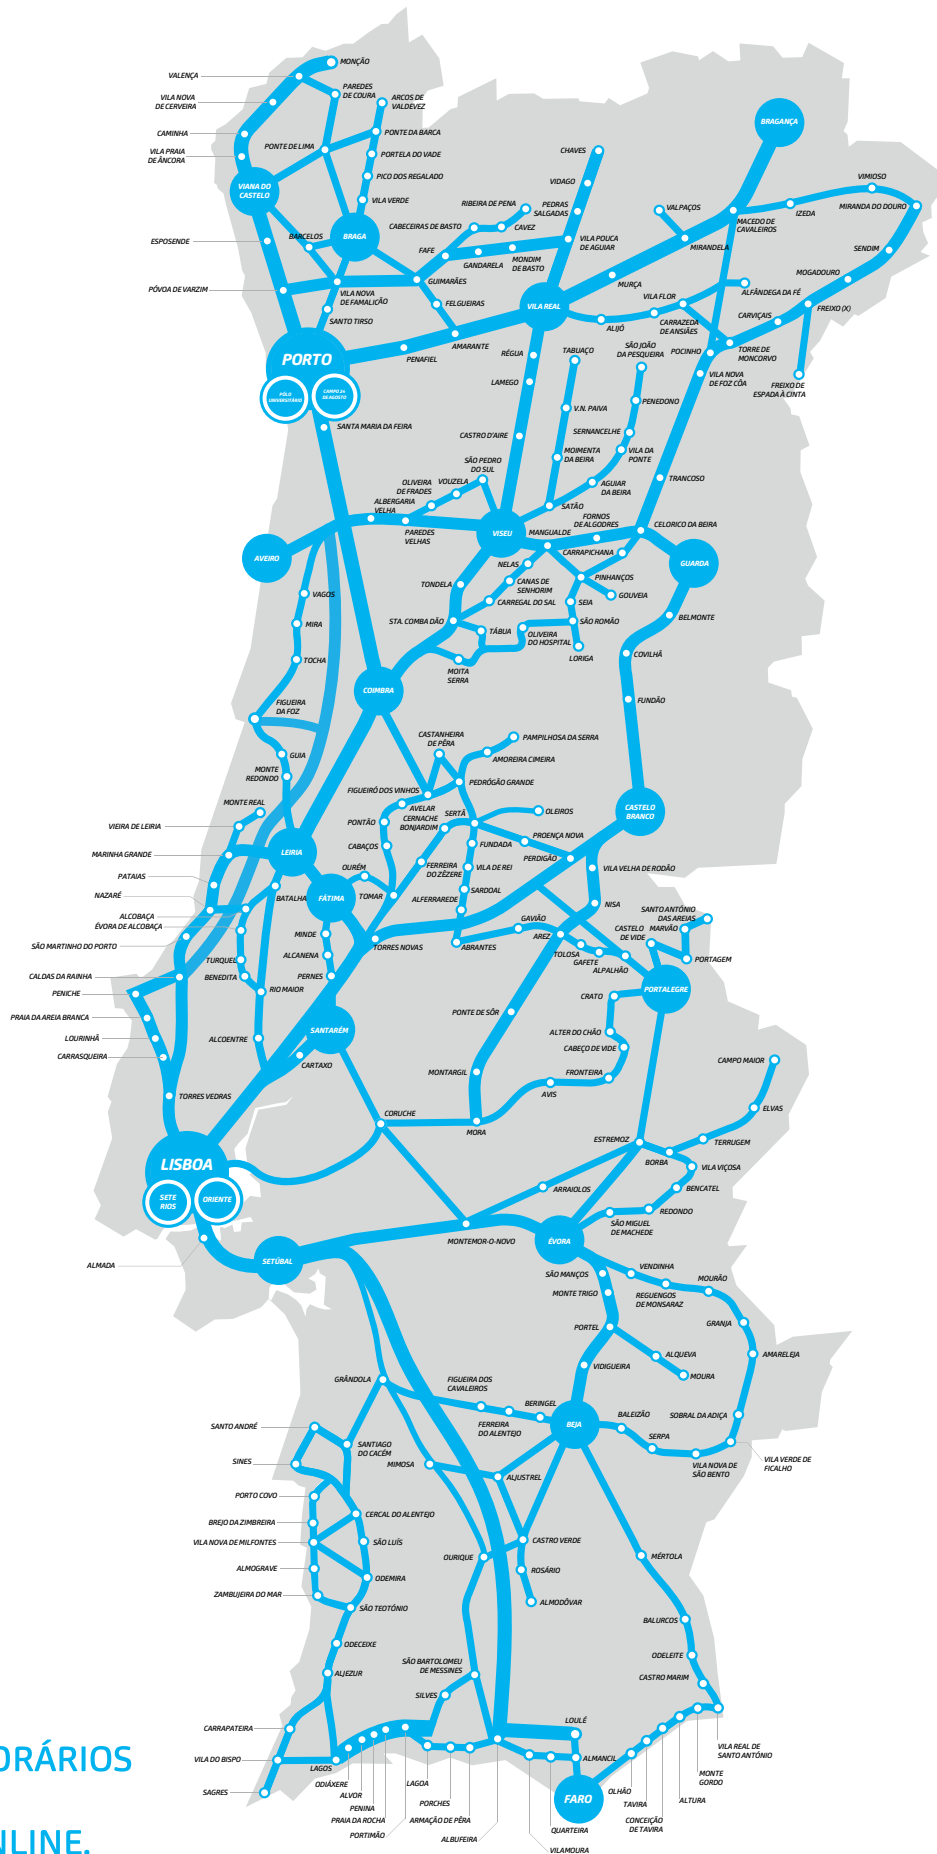 MONÇÃO
VALENÇA
PAREDES
DE COURA
ARCOS DE
VALDEVEZ
VILA NOVA
DE CERVEIRA
BRAGANÇA
CAMINHA
PONTE DA BARCA
VILA PRAIA
DE ÂNCORA
PONTE DE LIMA
PORTELA DO VADE
CHAVES
PICO DOS REGALADO
VIMIOSO
VIANA DO
CASTELO
VIDAGO
VILA VERDE
RIBEIRA DE PENA
PEDRAS
SALGADAS
VALPAÇOS
IZEDA
MIRANDA DO DOURO
CABECEIRAS DE BASTO
CAVEZ
MACEDO DE
CAVALEIROS
ESPOSENDE
BARCELOS
BRAGA
FAFE
VILA POUCA
DE AGUIAR
MIRANDELA
SENDIM
GANDARELA
MONDIM
DE BASTO
MOGADOURO
PÓVOA DE VARZIM
GUIMARÃES
MURÇA
VILA NOVA
DE FAMALICÃO
FELGUEIRAS
VILA FLOR
ALFÂNDEGA DA FÉ
VILA REAL
FREIXO (X)
SANTO TIRSO
ALIJÓ
CARRAZEDA
DE ANSIÃES
CARVIÇAIS
AMARANTE
PENAFIEL
RÉGUA
TABUAÇO
SÃO JOÃO
DA PESQUEIRA
POCINHO
TORRE DE
MONCORVO
PORTO
LAMEGO
VILA NOVA
DE FOZ CÔA
FREIXO DE
ESPADA À CINTA
PÓLO
UNIVERSITÁRIO
CAMPO 24
DE AGOSTO
V.N. PAIVA
PENEDONO
SANTA MARIA DA FEIRA
CASTRO D'AIRE
SERNANCELHE
MOIMENTA
DA BEIRA
VILA DA
PONTE
SÃO PEDRO
DO SUL
OLIVEIRA
DE FRADES
VOUZELA
AGUIAR
DA BEIRA
TRANCOSO
ALBERGARIA
VELHA
SATÃO
FORNOS
DE ALGODRES
PAREDES
VELHAS
VISEU
MANGUALDE
CELORICO DA BEIRA
AVEIRO
CARRAPICHANA
GUARDA
NELAS
TONDELA
CANAS DE
SENHORIM
PINHANÇOS
VAGOS
CARREGAL DO SAL
SEIA
GOUVEIA
MIRA
STA. COMBA DÃO
TÁBUA
OLIVEIRA
DO HOSPITAL
SÃO ROMÃO
BELMONTE
TOCHA
MOITA
SERRA
LORIGA
COVILHÃ
COIMBRA
FUNDÃO
FIGUEIRA
DA FOZ
CASTANHEIRA
DE PÊRA
PAMPILHOSA DA SERRA
GUIA
AMOREIRA CIMEIRA
MONTE
REDONDO
PEDRÓGÃO GRANDE
FIGUEIRÓ DOS VINHOS
MONTE REAL
AVELAR
CERNACHE
BONJARDIM
SERTÃ
OLEIROS
CASTELO
BRANCO
VIEIRA DE LEIRIA
PONTÃO
PROENÇA NOVA
MARINHA GRANDE
LEIRIA
CABAÇOS
FUNDADA
PERDIGÃO
OURÉM
FERREIRA
DO ZÊZERE
VILA DE REI
VILA VELHA DE RODÃO
PATAIAS
BATALHA
FÁTIMA
TOMAR
SARDOAL
NAZARÉ
ALFERRAREDE
NISA
ALCOBAÇA
GAVIÃO
SANTO ANTÓNIO
DAS AREIAS
ÉVORA DE ALCOBAÇA
MINDE
AREZ
CASTELO
DE VIDE
MARVÃO
SÃO MARTINHO DO PORTO
TORRES NOVAS
ABRANTES
TOLOSA
TURQUEL
ALCANENA
GAFETE
ALPALHÃO
PORTAGEM
CALDAS DA RAINHA
BENEDITA
PERNES
PENICHE
RIO MAIOR
CRATO
PORTALEGRE
PRAIA DA AREIA BRANCA
PONTE DE SÔR
LOURINHÃ
ALCOENTRE
SANTARÉM
ALTER DO CHÃO
CARRASQUEIRA
CABEÇO DE VIDE
CARTAXO
MONTARGIL
FRONTEIRA
CAMPO MAIOR
TORRES VEDRAS
AVIS
CORUCHE
ELVAS
MORA
ESTREMOZ
TERRUGEM
LISBOA
BORBA
VILA VIÇOSA
SETE
RIOS
ORIENTE
ARRAIOLOS
BENCATEL
REDONDO
SÃO MIGUEL
DE MACHEDE
MONTEMOR-O-NOVO
ÉVORA
ALMADA
SETÚBAL
SÃO MANÇOS
VENDINHA
MOURÃO
MONTE TRIGO
REGUENGOS
DE MONSARAZ
PORTEL
GRANJA
ALQUEVA
AMARELEJA
VIDIGUEIRA
MOURA
GRÂNDOLA
FIGUEIRA DOS
CAVALEIROS
BERINGEL
SANTO ANDRÉ
FERREIRA
DO ALENTEJO
BEJA
BALEIZÃO
SOBRAL DA ADIÇA
SANTIAGO
DO CACÉM
SERPA
SINES
MIMOSA
VILA NOVA DE
SÃO BENTO
VILA VERDE DE
FICALHO
ALJUSTREL
PORTO COVO
CERCAL DO ALENTEJO
BREJO DA ZIMBREIRA
VILA NOVA DE MILFONTES
SÃO LUÍS
CASTRO VERDE
OURIQUE
MÉRTOLA
ALMOGRAVE
ODEMIRA
ROSÁRIO
ZAMBUJEIRA DO MAR
SÃO TEOTÓNIO
ALMODÔVAR
BALURCOS
ODECEIXE
SÃO BARTOLOMEU
DE MESSINES
ODELEITE
ALJEZUR
CASTRO MARIM
SILVES
CARRAPATEIRA
LOULÉ
ORÁRIOS
VILA DO BISPO
LAGOS
VILA REAL DE
SANTO ANTÓNIO
ALMANCIL
MONTE
GORDO
SAGRES
ODIÁXERE
LAGOA
OLHÃO
ALVOR
PORCHES
FARO
TAVIRA
ALTURA
PENINA
PRAIA DA ROCHA
ARMAÇÃO DE PÊRA
CONCEIÇÃO
DE TAVIRA
PORTIMÃO
ALBUFEIRA
QUARTEIRA
NLINE.
VILAMOURA